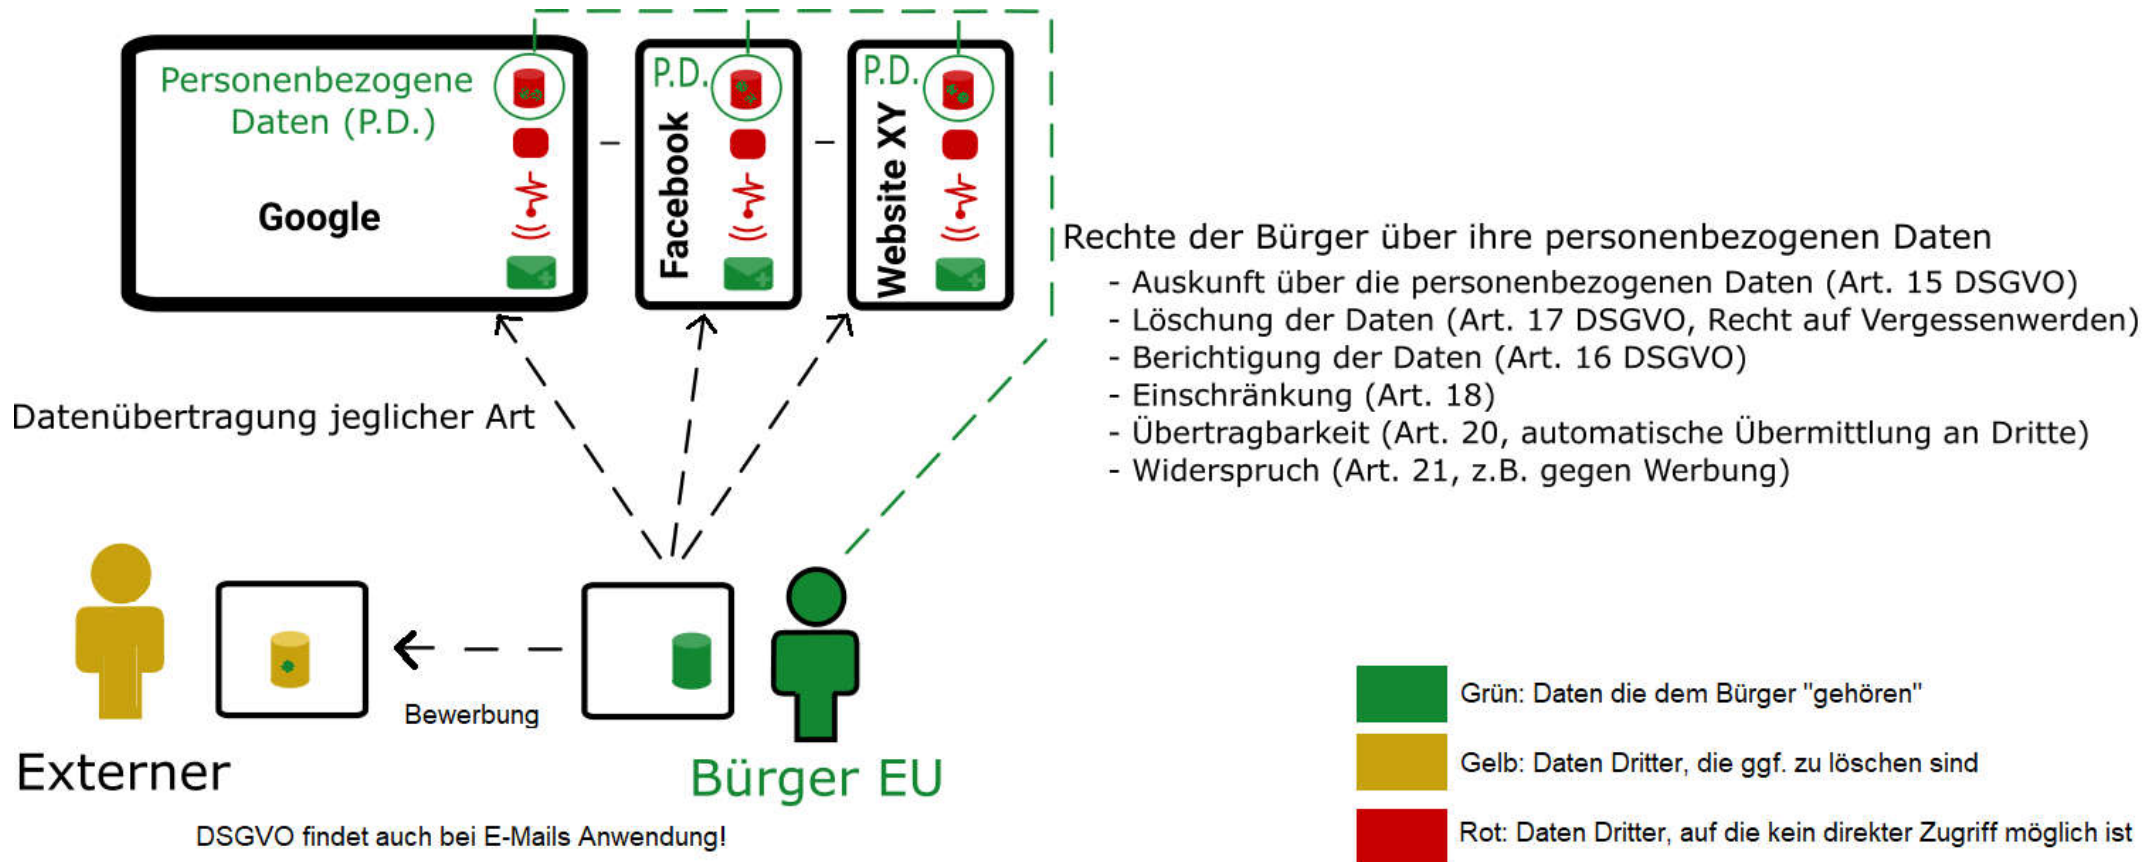 Personenbezogene
Daten (P.D.)
Google
P.D.
Facebook
P.D.
Website XY
Rechte der Bürger über ihre personenbezogenen Daten
- Auskunft über die personenbezogenen Daten (Art. 15 DSGVO)
- Löschung der Daten (Art. 17 DSGVO, Recht auf Vergessenwerden)
- Berichtigung der Daten (Art. 16 DSGVO)
- Einschränkung (Art. 18)
- Übertragbarkeit (Art. 20, automatische Übermittlung an Dritte)
- Widerspruch (Art. 21, z.B. gegen Werbung)
Datenübertragung jeglicher Art
Bewerbung
Externer
Bürger EU
DSGVO findet auch bei E-Mails Anwendung!
Grün: Daten die dem Bürger "gehören"
Gelb: Daten Dritter, die ggf. zu löschen sind
Rot: Daten Dritter, auf die kein direkter Zugriff möglich ist